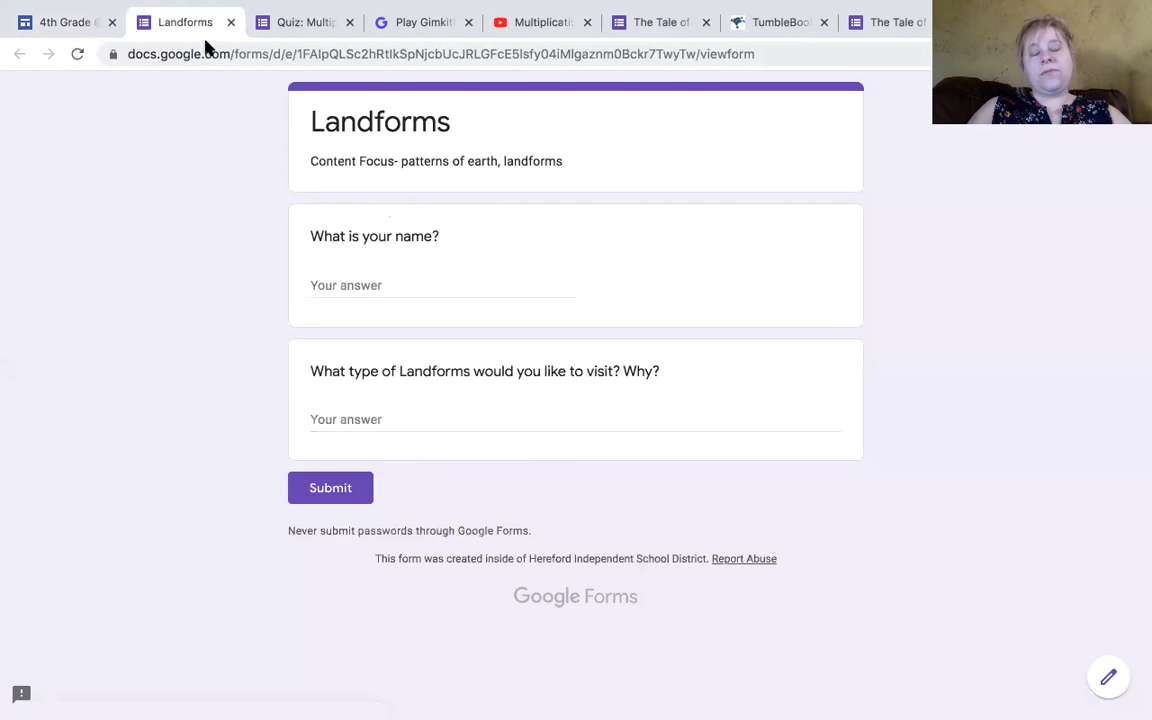 4th Grade
Landforms
Quiz: Multip
Play Gimkit
Multiplicati
The Tale of
TumbleBoo
The Tale of
docs.google.com/forms/d/e/1FAIpQLSc2hRtIkSpNjcbUcJRLGFcE5lsfy04iMIgaznm0Bckr7TwyTw/viewform
Landforms
Content Focus- patterns of earth, landforms
What is your name?
Your answer
What type of Landforms would you like to visit? Why?
Your answer
Submit
Never submit passwords through Google Forms.
This form was created inside of Hereford Independent School District. Report Abuse
Google Forms